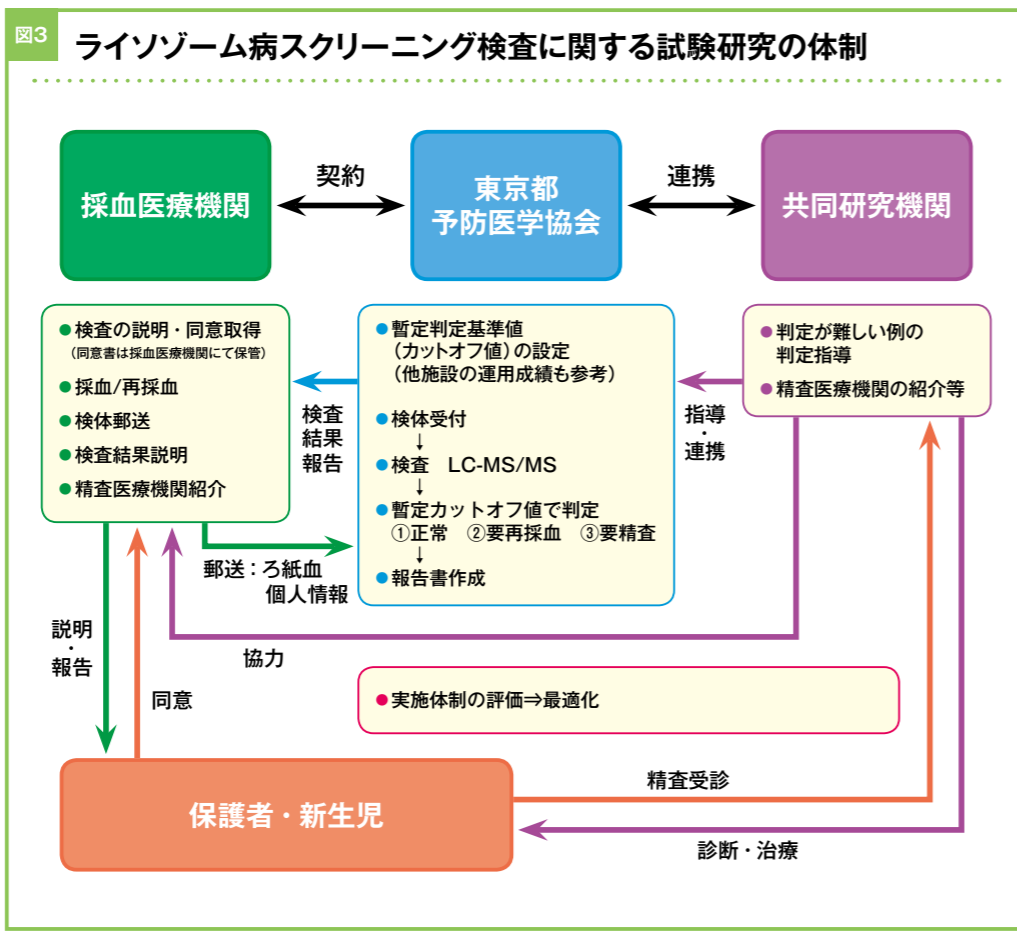 図3
ライソゾーム病スクリーニング検査に関する試験研究の体制
採血医療機関
契約
東京都
予防医学協会
連携
共同研究機関
●検査の説明・同意取得
(同意書は採血医療機関にて保管)
●採血/再採血
●検体郵送
●検査結果説明
●精査医療機関紹介
検査
結果
報告
●暫定判定基準値
(カットオフ値)の設定
(他施設の運用成績も参考)
●検体受付
↓
●検査 LC-MS/MS
↓
●暫定カットオフ値で判定
①正常 ②要再採血 ③要精査
↓
●報告書作成
指導
・
連携
●判定が難しい例の
判定指導
●精査医療機関の紹介等
郵送：ろ紙血
個人情報
説明
・
報告
同意
協力
●実施体制の評価⇒最適化
保護者・新生児
精査受診
診断・治療